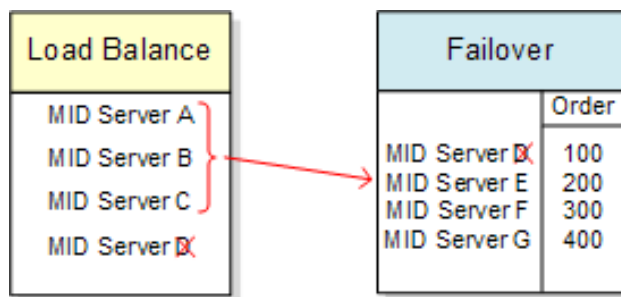 Load Balance
MID Server A
MID Server B
MID Server C
MID Server D
Failover
Order
MID Server D 100
MID Server E 200
MID Server F 300
MID Server G 400